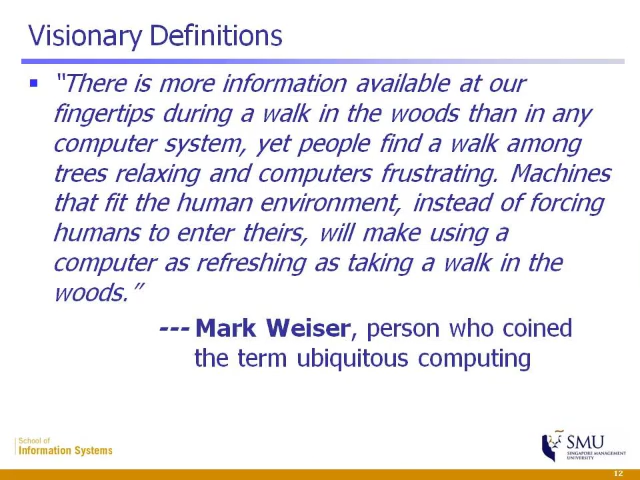 Visionary Definitions
“There is more information available at our
fingertips during a walk in the woods than in any
computer system, yet people find a walk among
trees relaxing and computers frustrating. Machines
that fit the human environment, instead of forcing
humans to enter theirs, will make using a
computer as refreshing as taking a walk in the
woods.”
--- Mark Weiser, person who coined
the term ubiquitous computing
School of
Information Systems
SMU
SINGAPORE MANAGEMENT
UNIVERSITY
12